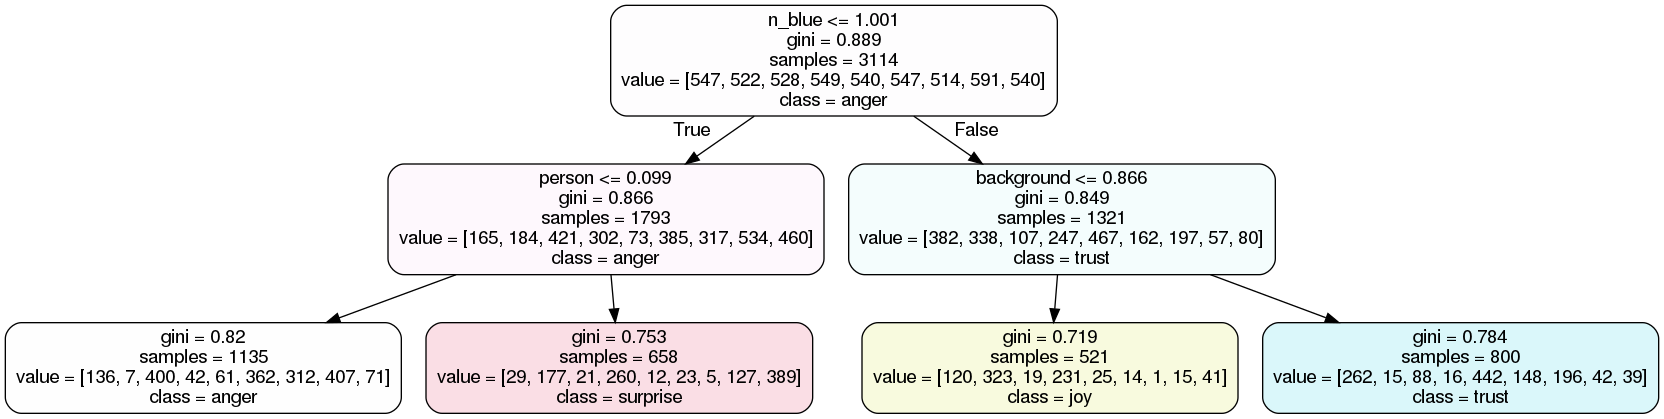 n_blue <= 1.001
gini = 0.889
samples = 3114
value = [547, 522, 528, 549, 540, 547, 514, 591, 540]
class = anger
True
False
person <= 0.099
gini = 0.866
samples = 1793
value = [165, 184, 421, 302, 73, 385, 317, 534, 460]
class = anger
background <= 0.866
gini = 0.849
samples = 1321
value = [382, 338, 107, 247, 467, 162, 197, 57, 80]
class = trust
gini = 0.82
samples = 1135
value = [136, 7, 400, 42, 61, 362, 312, 407, 71]
class = anger
gini = 0.753
samples = 658
value = [29, 177, 21, 260, 12, 23, 5, 127, 389]
class = surprise
gini = 0.719
samples = 521
value = [120, 323, 19, 231, 25, 14, 1, 15, 41]
class = joy
gini = 0.784
samples = 800
value = [262, 15, 88, 16, 442, 148, 196, 42, 39]
class = trust